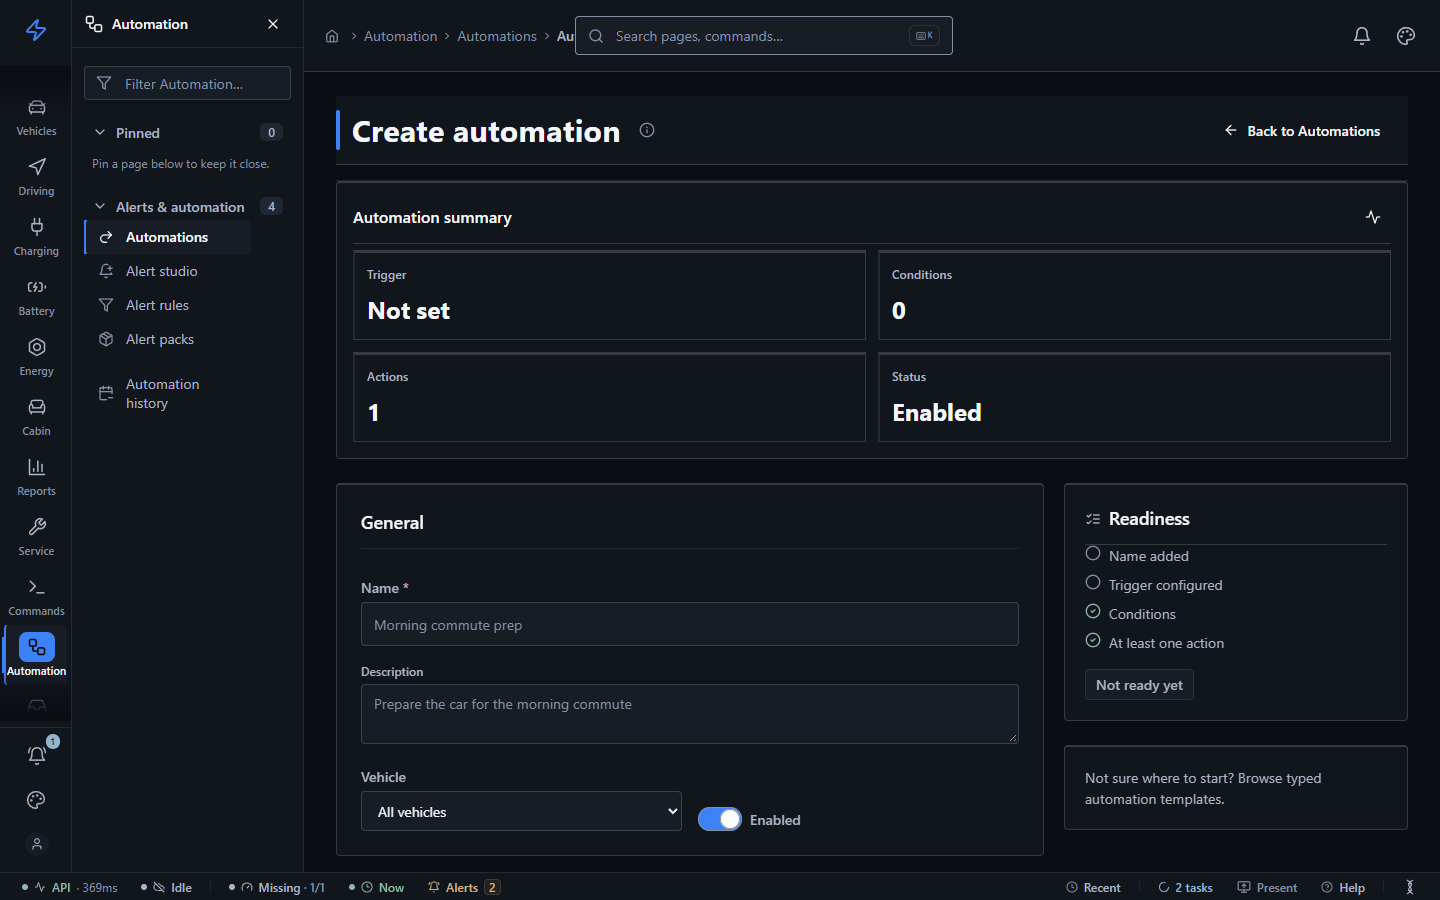 Automation
Filter Automation...
Pinned
0
Pin a page below to keep it close.
Alerts & automation
4
Automations
Alert studio
Alert rules
Alert packs
Automation
history
Vehicles
Driving
Charging
Battery
Energy
Cabin
Reports
Service
Commands
Automation
1
Automation
Automations
Au
Search pages, commands...
K
Create automation
Back to Automations
Automation summary
Trigger
Not set
Conditions
0
Actions
1
Status
Enabled
General
Name *
Morning commute prep
Description
Prepare the car for the morning commute
Vehicle
All vehicles
Enabled
Readiness
Name added
Trigger configured
Conditions
At least one action
Not ready yet
Not sure where to start? Browse typed
automation templates.
API · 369ms
Idle
Missing · 1/1
Now
Alerts 2
Recent
2 tasks
Present
Help